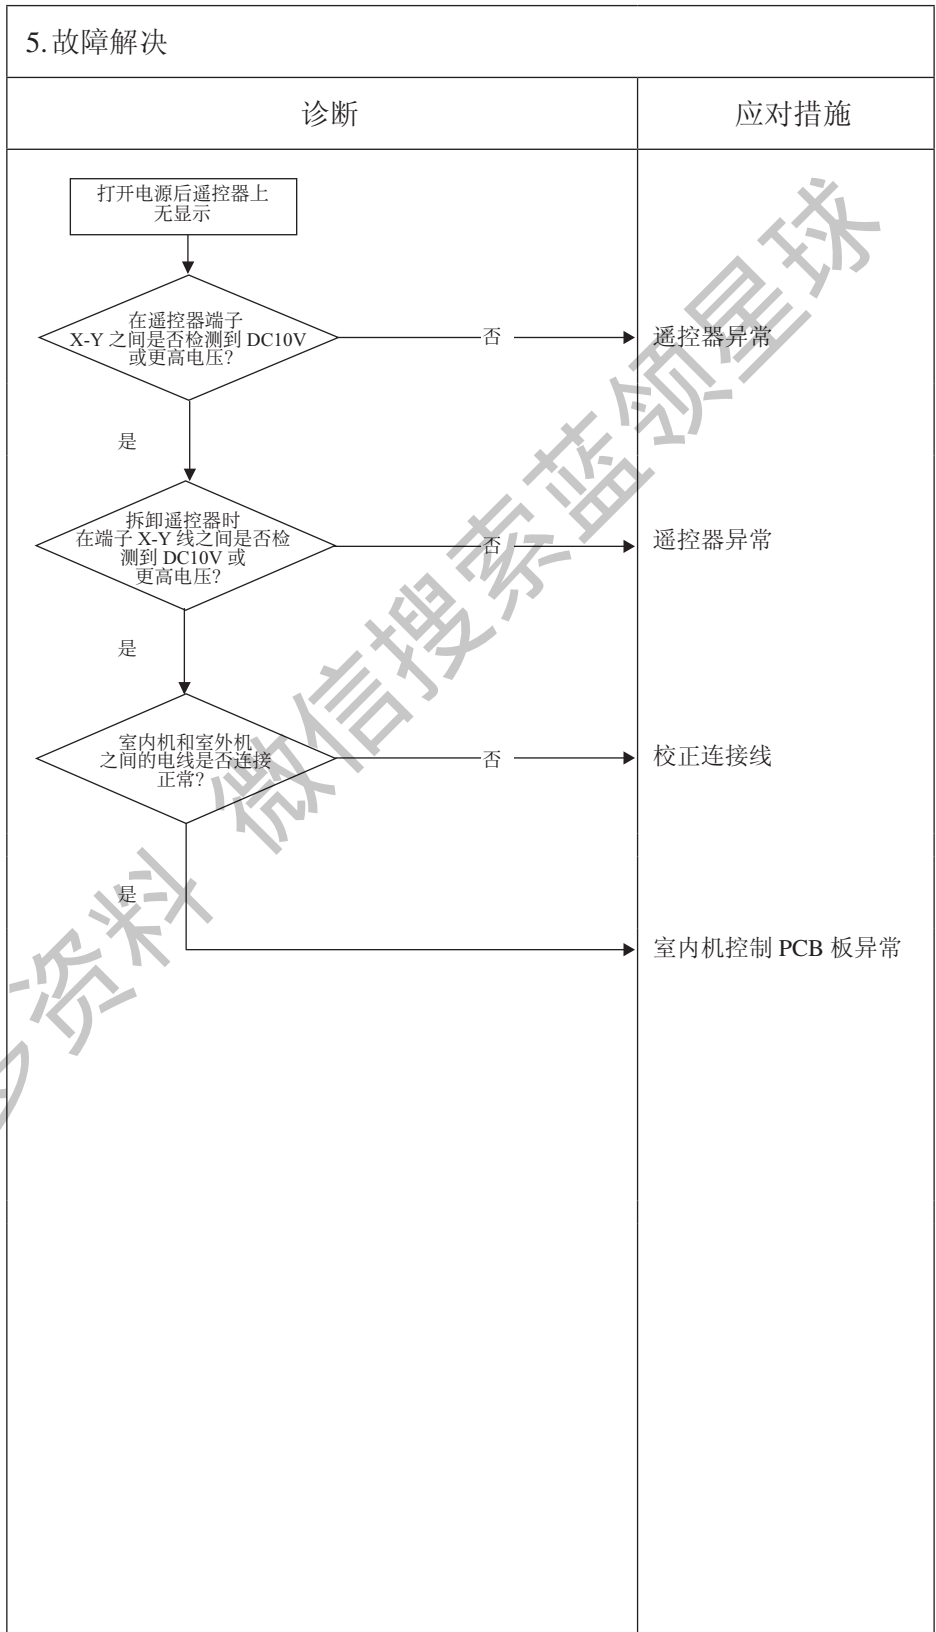 5.故障解决
诊断
应对措施
打开电源后遥控器上
无显示
在遥控器端子
X-Y 之间是否检测到 DC10V
或更高电压?
否
遥控器异常
是
拆卸遥控器时
在端子 X-Y 线之间是否检
测到 DC10V 或
更高电压?
否
遥控器异常
是
室内机和室外机
之间的电线是否连接
正常?
否
校正连接线
是
室内机控制 PCB 板异常
多资料 微信搜索蓝领星球